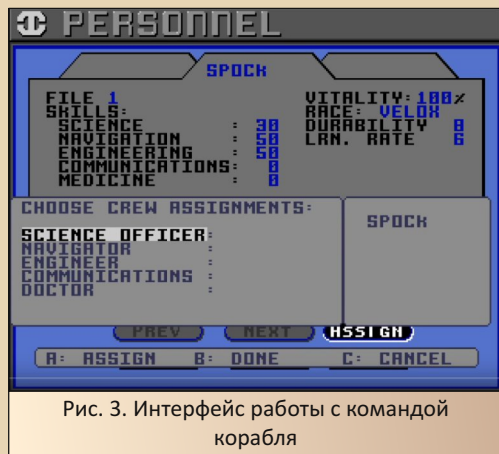 PERSONNEL
SPOCK
FILE 1
SKILLS:
SCIENCE : 30
NAVIGATION : 50
ENGINEERING : 50
COMMUNICATIONS: 0
MEDICINE : 0
VITALITY: 100%
RACE: VELOX
DURABILITY 8
LRN. RATE 6
CHOOSE CREW ASSIGNMENTS:
SCIENCE OFFICER:
NAVIGATOR :
ENGINEER :
COMMUNICATIONS :
DOCTOR :
SPOCK
PREV NEXT ASSIGN
A: ASSIGN B: DONE C: CANCEL
Рис. 3. Интерфейс работы с командой
корабля